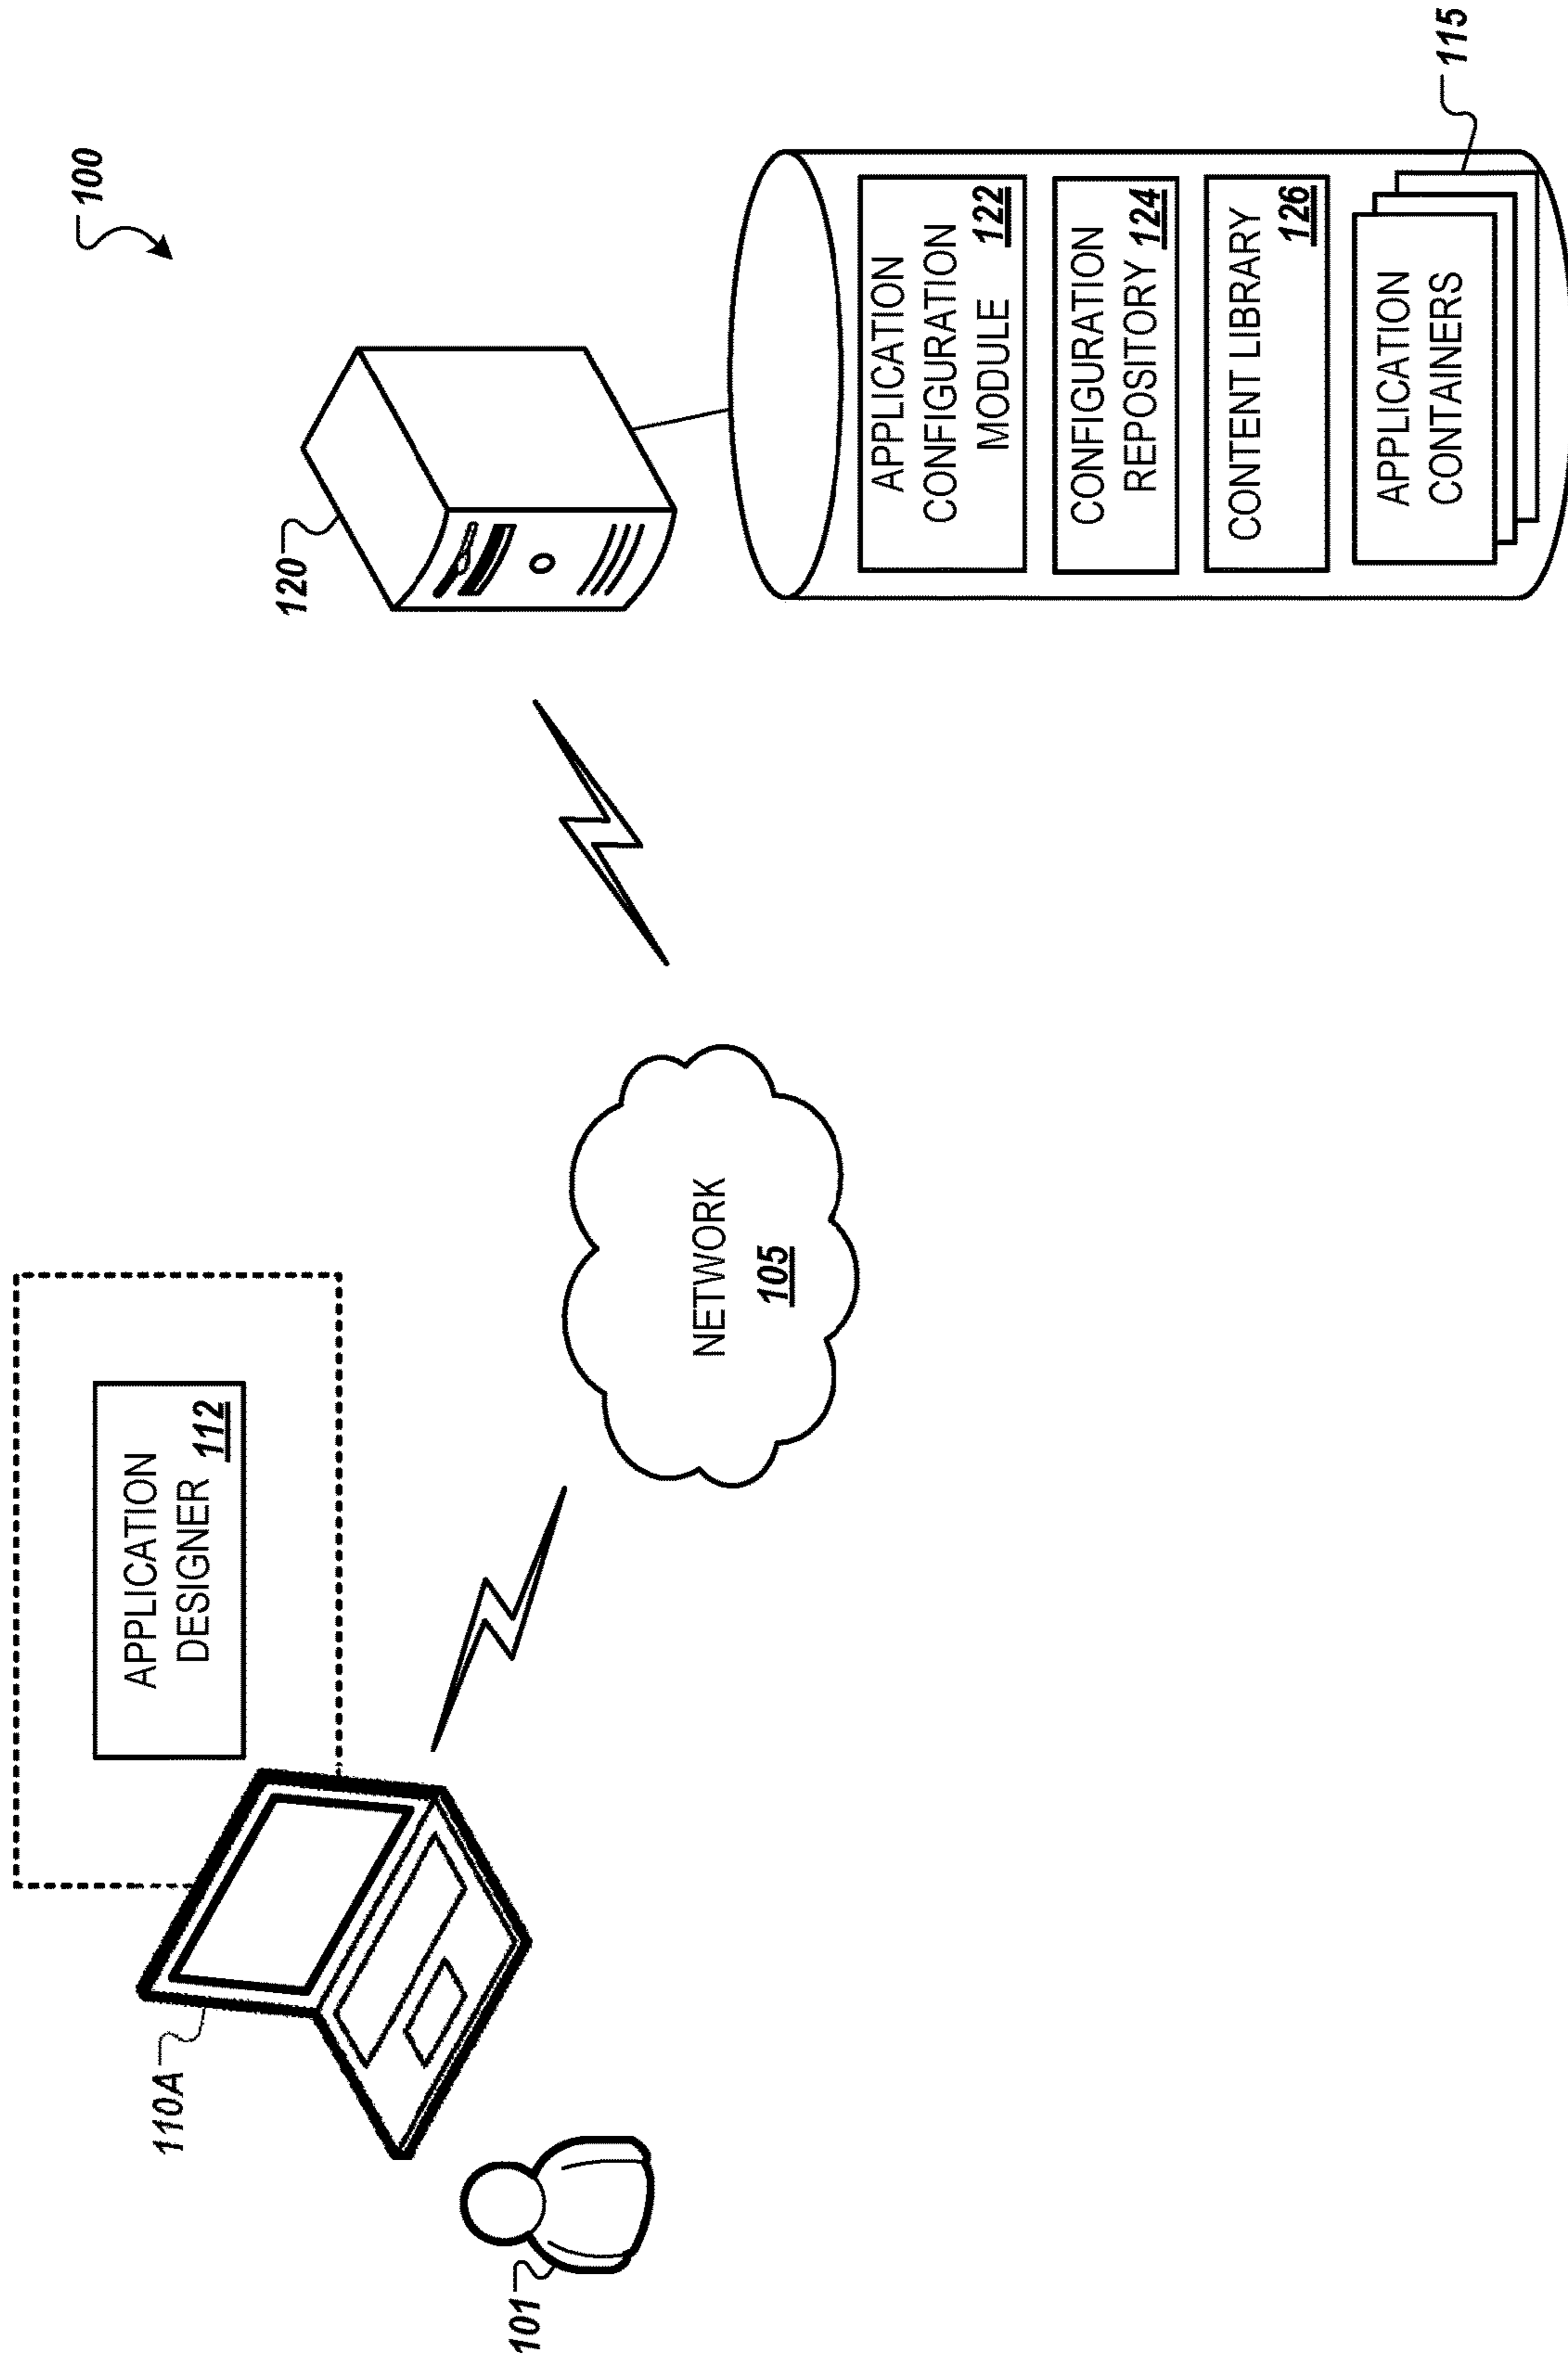 100
110A
APPLICATION
DESIGNER 112
101
NETWORK
105
120
APPLICATION
CONFIGURATION
MODULE 122
CONFIGURATION
REPOSITORY 124
CONTENT LIBRARY
126
APPLICATION
CONTAINERS
115